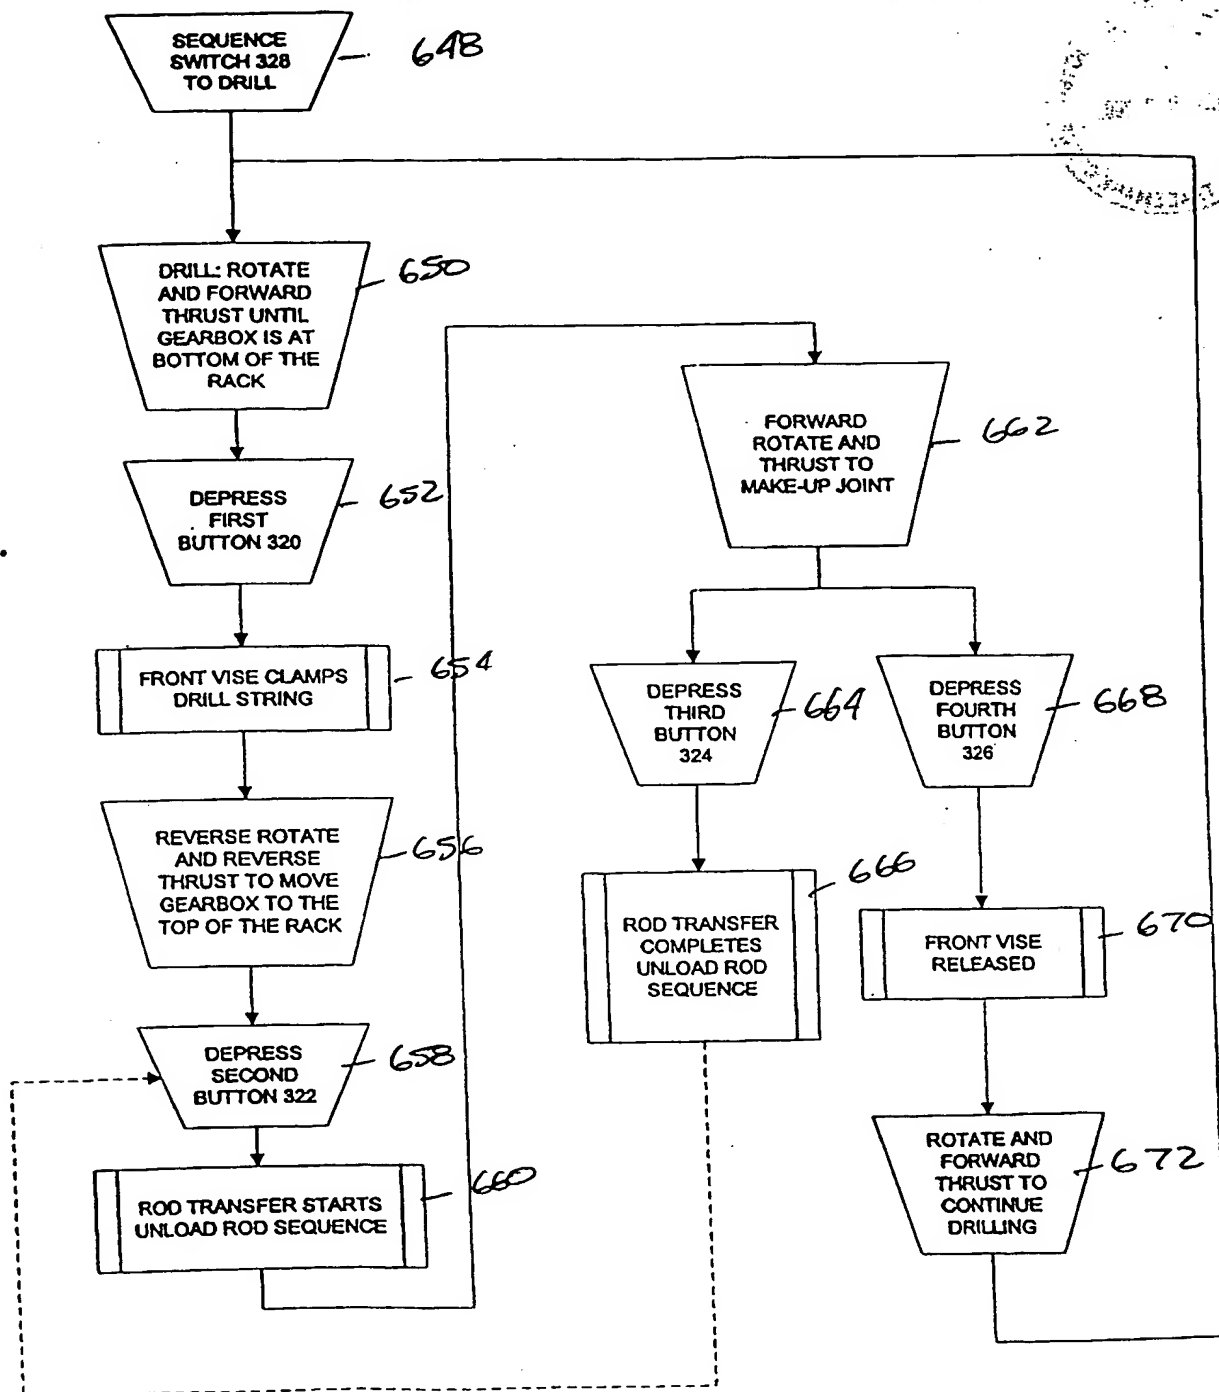 SEQUENCE
SWITCH 328
TO DRILL
648
DRILL: ROTATE
AND FORWARD
THRUST UNTIL
GEARBOX IS AT
BOTTOM OF THE
RACK
650
DEPRESS
FIRST
BUTTON 320
652
FRONT VISE CLAMPS
DRILL STRING
654
REVERSE ROTATE
AND REVERSE
THRUST TO MOVE
GEARBOX TO THE
TOP OF THE RACK
656
DEPRESS
SECOND
BUTTON 322
658
ROD TRANSFER STARTS
UNLOAD ROD SEQUENCE
660
FORWARD
ROTATE AND
THRUST TO
MAKE-UP JOINT
662
DEPRESS
THIRD
BUTTON
324
664
ROD TRANSFER
COMPLETES
UNLOAD ROD
SEQUENCE
666
DEPRESS
FOURTH
BUTTON
326
668
FRONT VISE
RELEASED
670
ROTATE AND
FORWARD
THRUST TO
CONTINUE
DRILLING
672